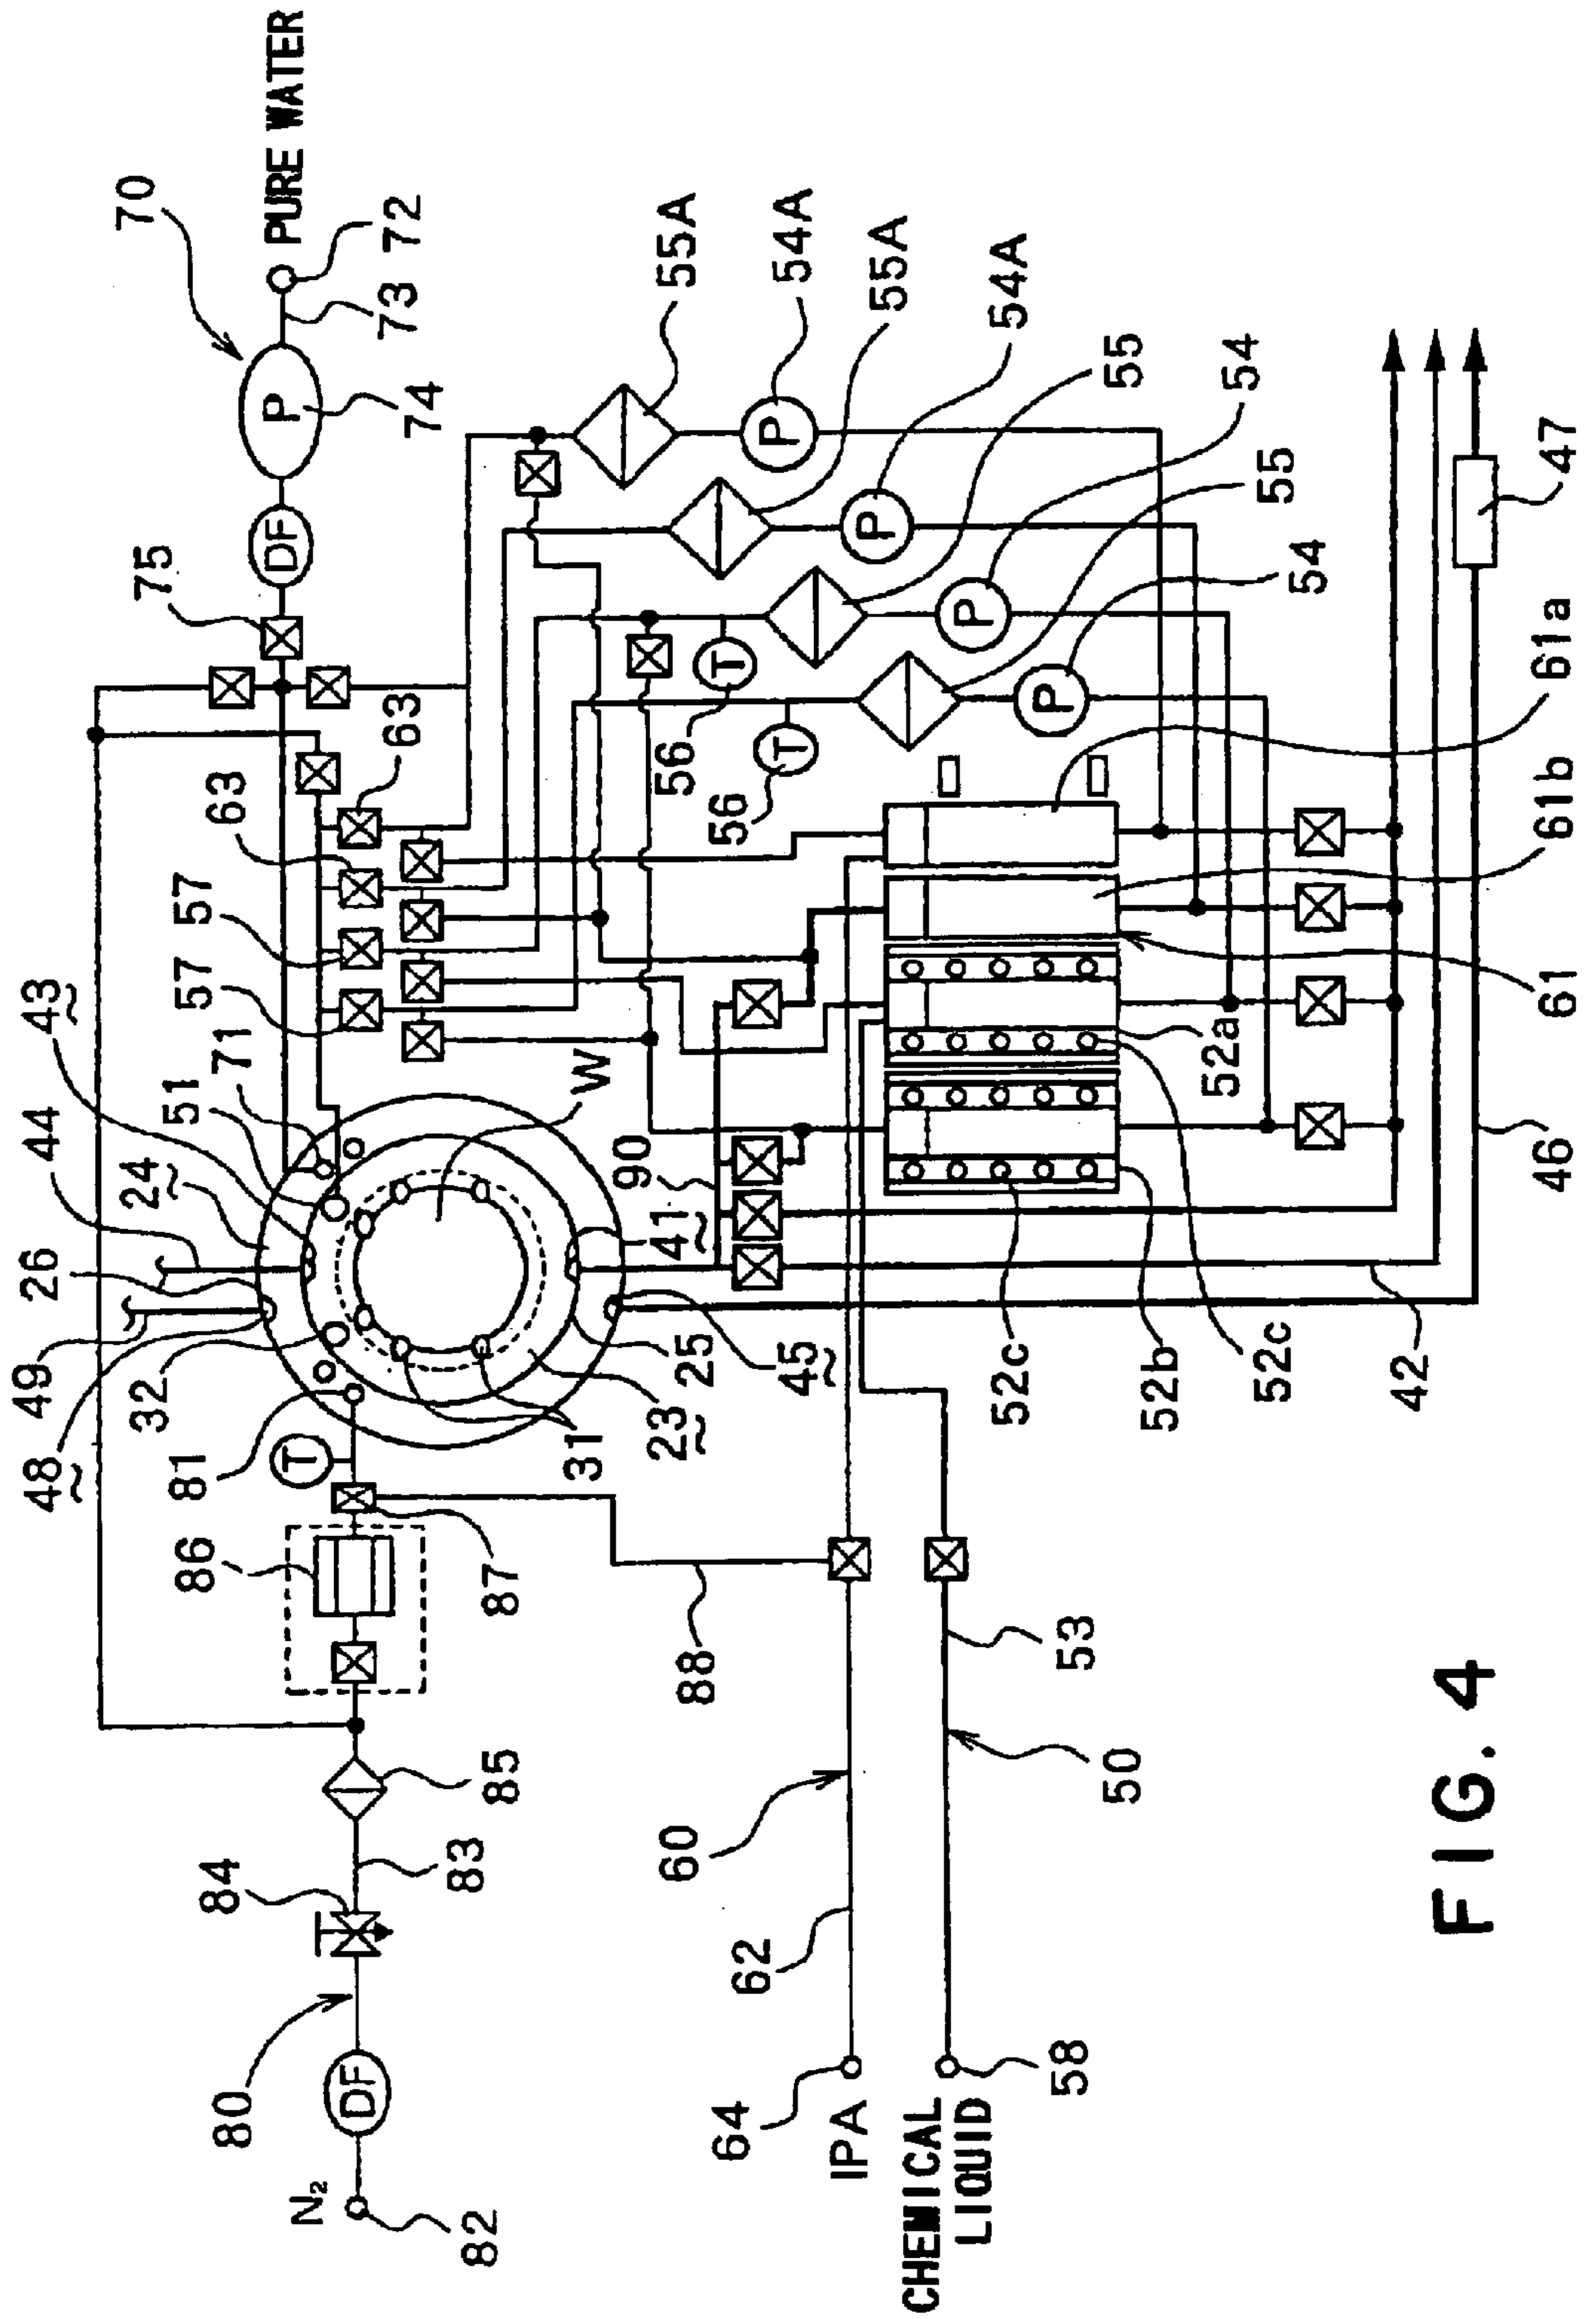 49
48
26
44
43
70
32
24
75
81
51
57
57
86
84
63
80
71
N₂
T
DF
P
PURE WATER
DF
63
73
72
74
83
82
85
87
31
W
90
23
41
60
56
55A
88
25
T
56
64
62
T
P
54A
45
IPA
P
55A
CHEMICAL
LIQUID
P
52c
54A
P
58
53
50
55
52b
52a
54
52c
55
54
42
FIG. 4
46
61
61b
61a
47